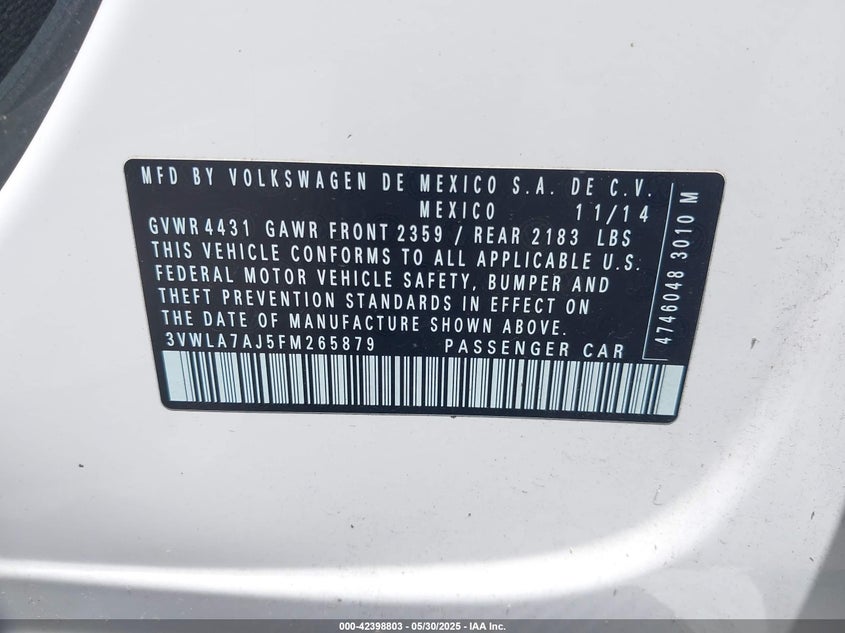 MFD BY VOLKSWAGEN DE MEXICO S.A. DE C.V.
MEXICO 11/14
GVWR 4431 GAWR FRONT 2359 / REAR 2183 LBS
THIS VEHICLE CONFORMS TO ALL APPLICABLE U.S.
FEDERAL MOTOR VEHICLE SAFETY, BUMPER AND
THEFT PREVENTION STANDARDS IN EFFECT ON
THE DATE OF MANUFACTURE SHOWN ABOVE.
3VWLA7AJ5FM265879 PASSENGER CAR
4746048 3010 M
000-42398803 - 05/30/2025 - IAA Inc.